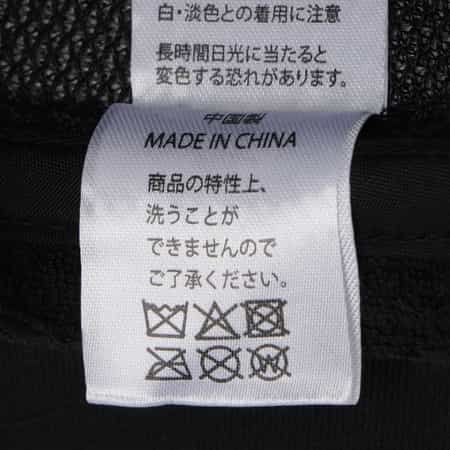 白・淡色との着用に注意
長時間日光に当たると
変色する恐れがあります。
中国製
MADE IN CHINA
商品の特性上、
洗うことが
できませんので
ご了承ください。
W